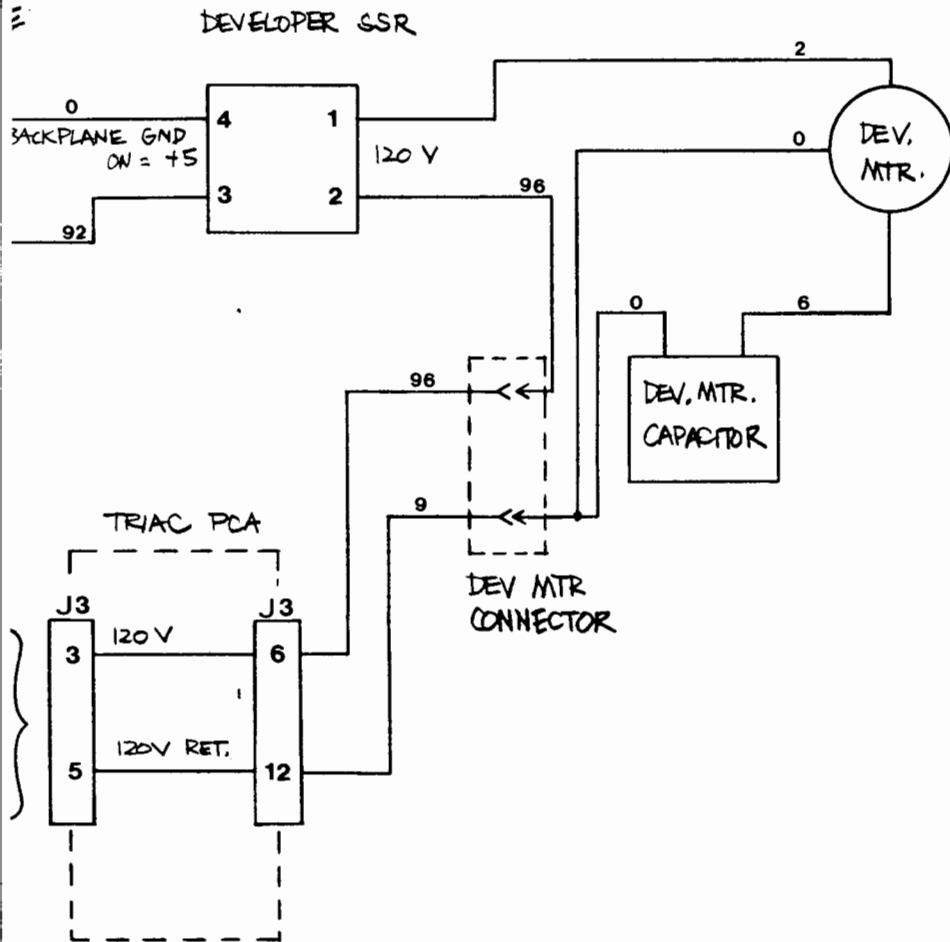 DEVELOPER SSR
2
0
4
1
BACKPLANE GND
ON = +5
120 V
0
DEV.
MTR.
3
2
96
92
0
6
96
DEV. MTR.
CAPACITOR
9
TRIAC PCA
DEV MTR
CONNECTOR
J3
J3
3
120 V
6
5
120V RET.
12